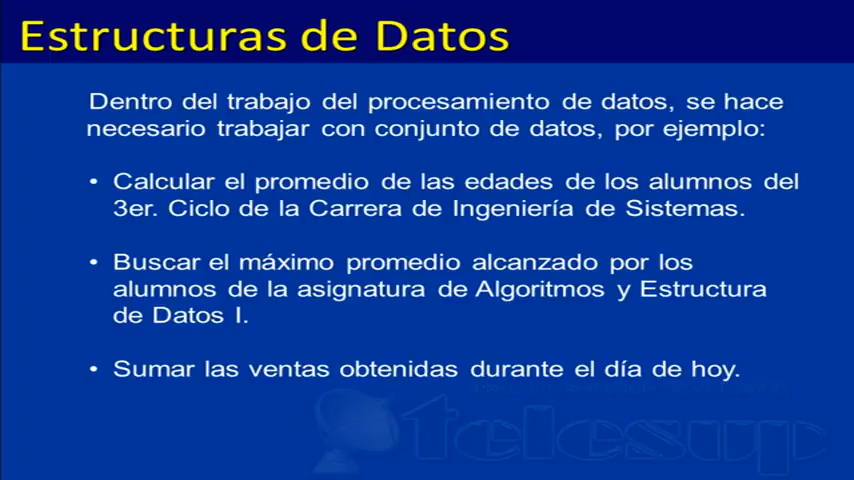 Estructuras de Datos
Dentro del trabajo del procesamiento de datos, se hace
necesario trabajar con conjunto de datos, por ejemplo:
• Calcular el promedio de las edades de los alumnos del
3er. Ciclo de la Carrera de Ingeniería de Sistemas.
• Buscar el máximo promedio alcanzado por los
alumnos de la asignatura de Algoritmos y Estructura
de Datos I.
• Sumar las ventas obtenidas durante el día de hoy.
telesup